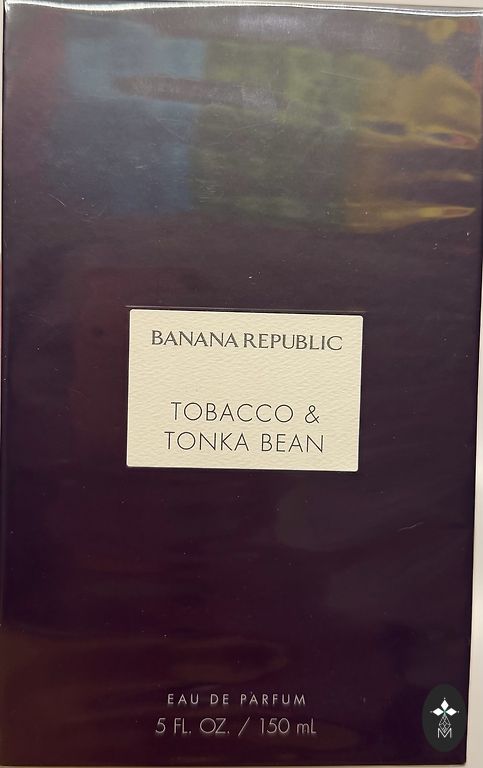 BANANA REPUBLIC
TOBACCO &
TONKA BEAN
EAU DE PARFUM
5 FL. OZ. / 150 mL
M